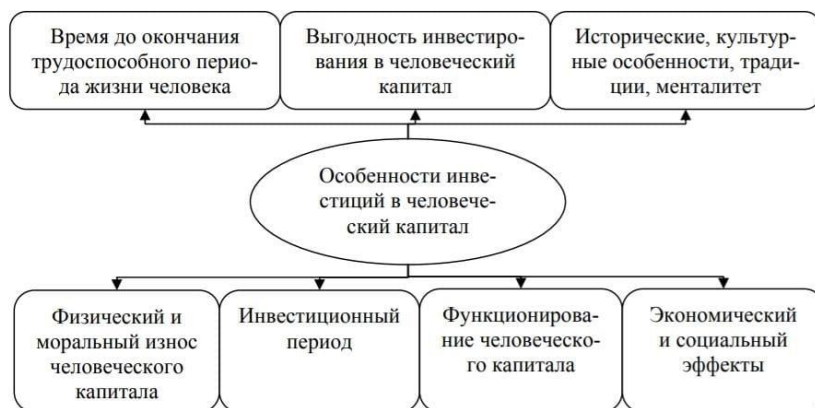 Время до окончания
трудоспособного перио-
да жизни человека
Выгодность инвестиро-
вания в человеческий
капитал
Исторические, культур-
ные особенности, тради-
ции, менталитет
Особенности инве-
стиций в человече-
ский капитал
Физический и
моральный износ
человеческого
капитала
Инвестиционный
период
Функционирова-
ние человеческо-
го капитала
Экономический
и социальный
эффекты